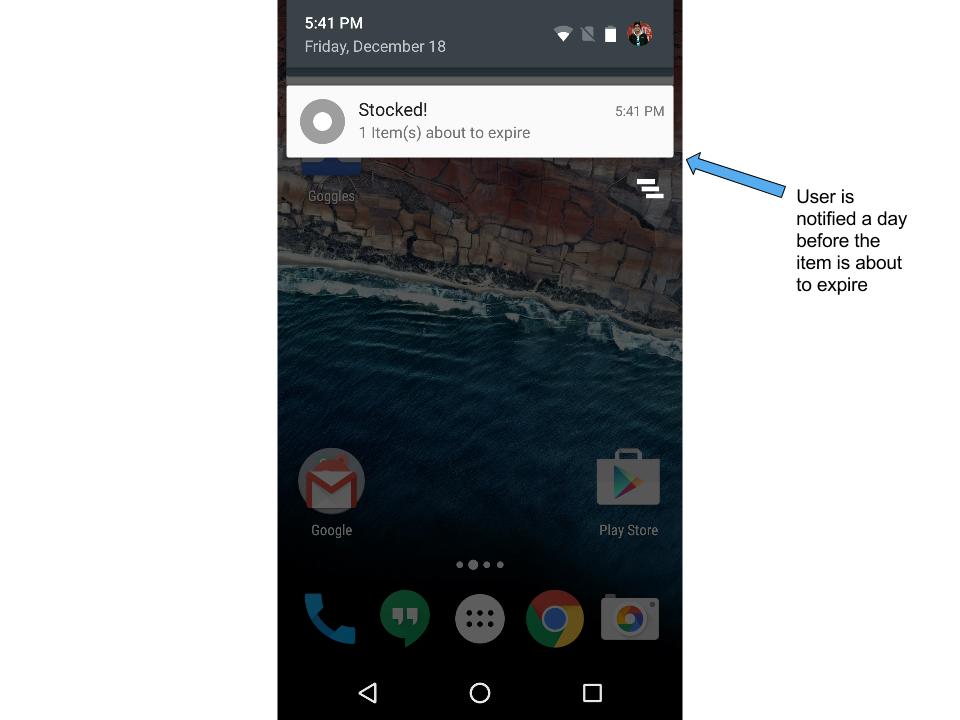 5:41 PM
Friday, December 18
Stocked!
5:41 PM
1 Item(s) about to expire
Goggles
User is
notified a day
before the
item is about
to expire
Google
Play Store